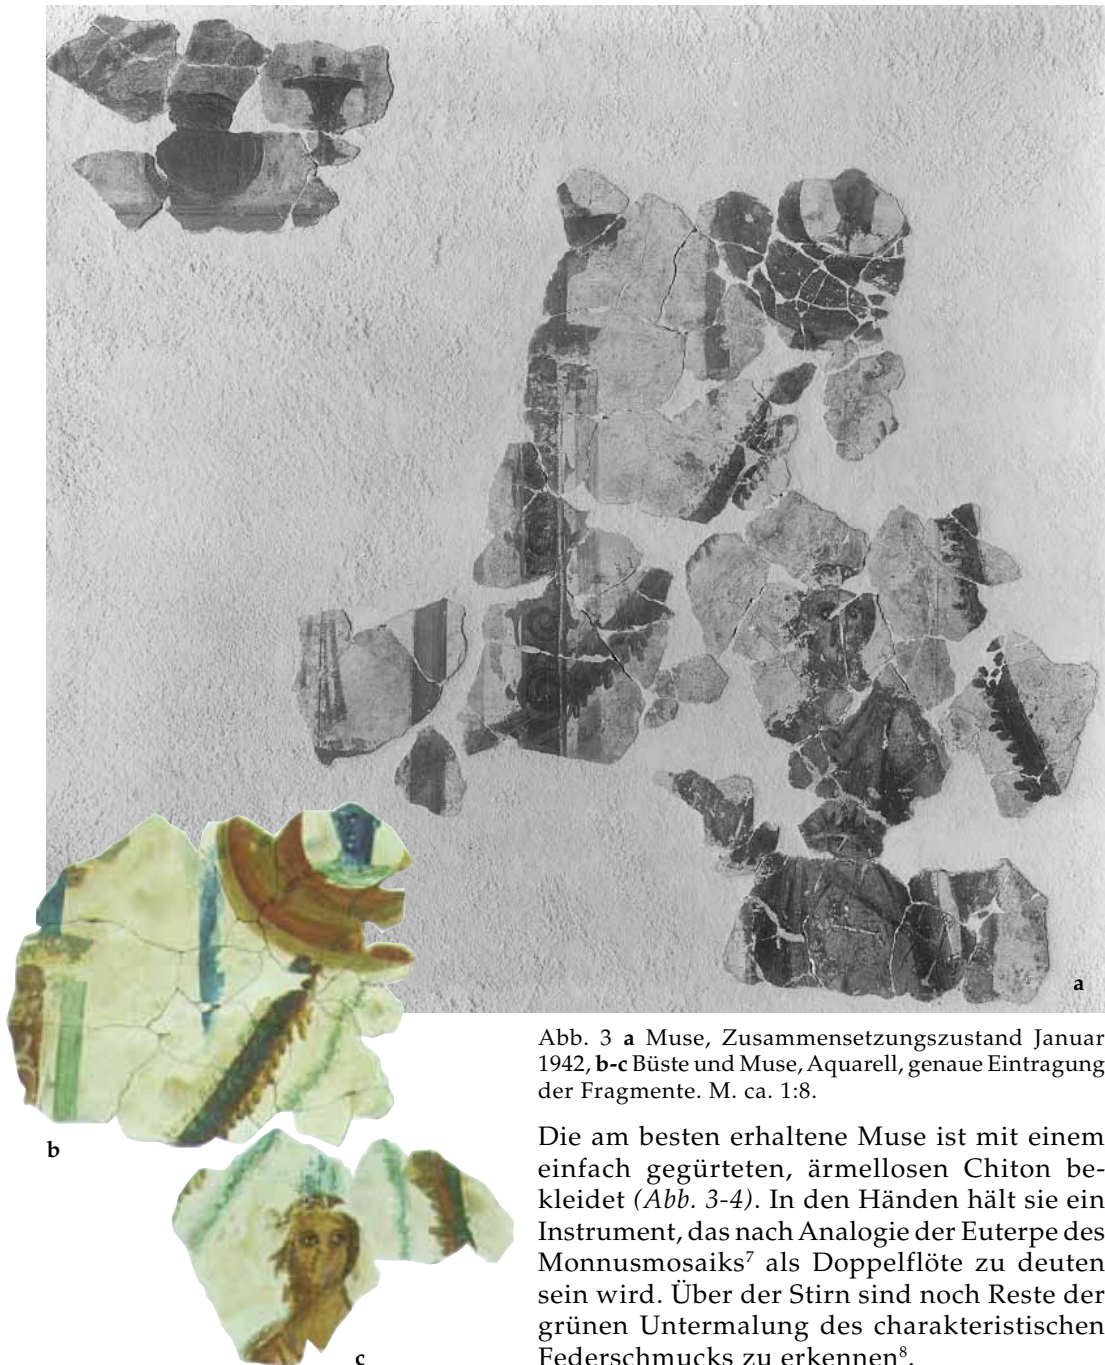 a
Abb. 3 a Muse, Zusammensetzungszustand Januar
1942, b-c Büste und Muse, Aquarell, genaue Eintragung
der Fragmente. M. ca. 1:8.
b
Die am besten erhaltene Muse ist mit einem
einfach gegürteten, ärmellosen Chiton be-
kleidet (Abb. 3-4). In den Händen hält sie ein
Instrument, das nach Analogie der Euterpe des
Monnusmosaiks⁷ als Doppelflöte zu deuten
sein wird. Über der Stirn sind noch Reste der
grünen Untermalung des charakteristischen
Federschmucks zu erkennen⁸.
c